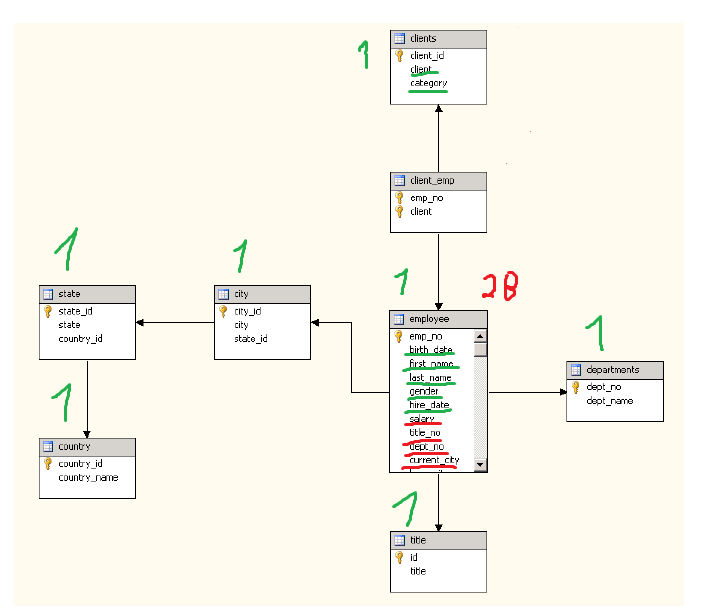 1
clients
client_id
client
category
client_emp
emp_no
client
1
state
state_id
state
country_id
1
city
city_id
city
state_id
1
28
employee
emp_no
birth_date
first_name
last_name
gender
hire_date
salary
title_no
dept_no
current_city
1
departments
dept_no
dept_name
1
country
country_id
country_name
1
title
id
title